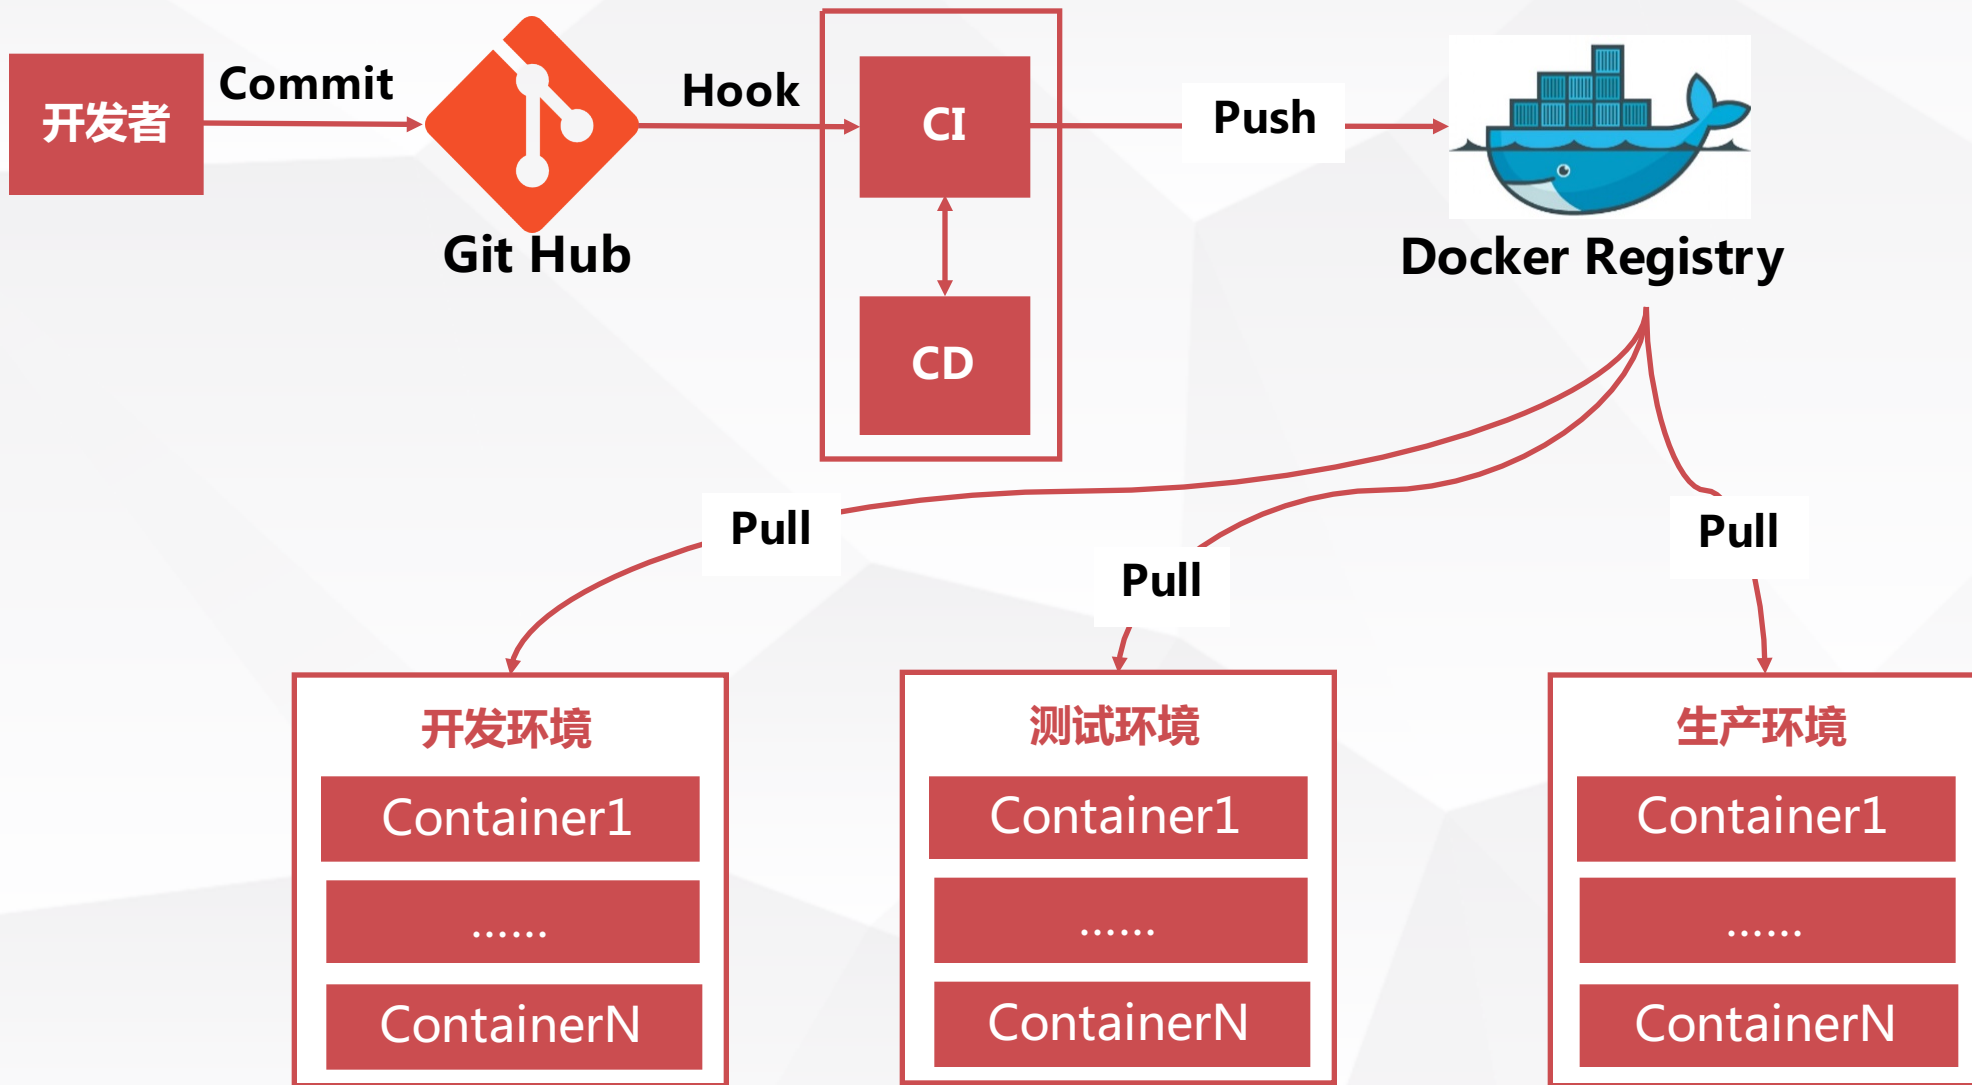 开发者
Commit
Git Hub
Hook
CI
CD
Push
Docker Registry
Pull
Pull
Pull
开发环境
Container1
......
ContainerN
测试环境
Container1
......
ContainerN
生产环境
Container1
......
ContainerN